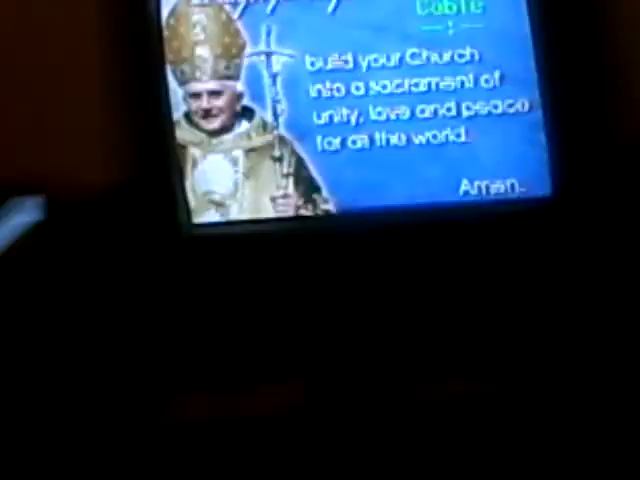 Cable
--:--
build your Church
into a sacrament of
unity, love and peace
for all the world.
Amen.